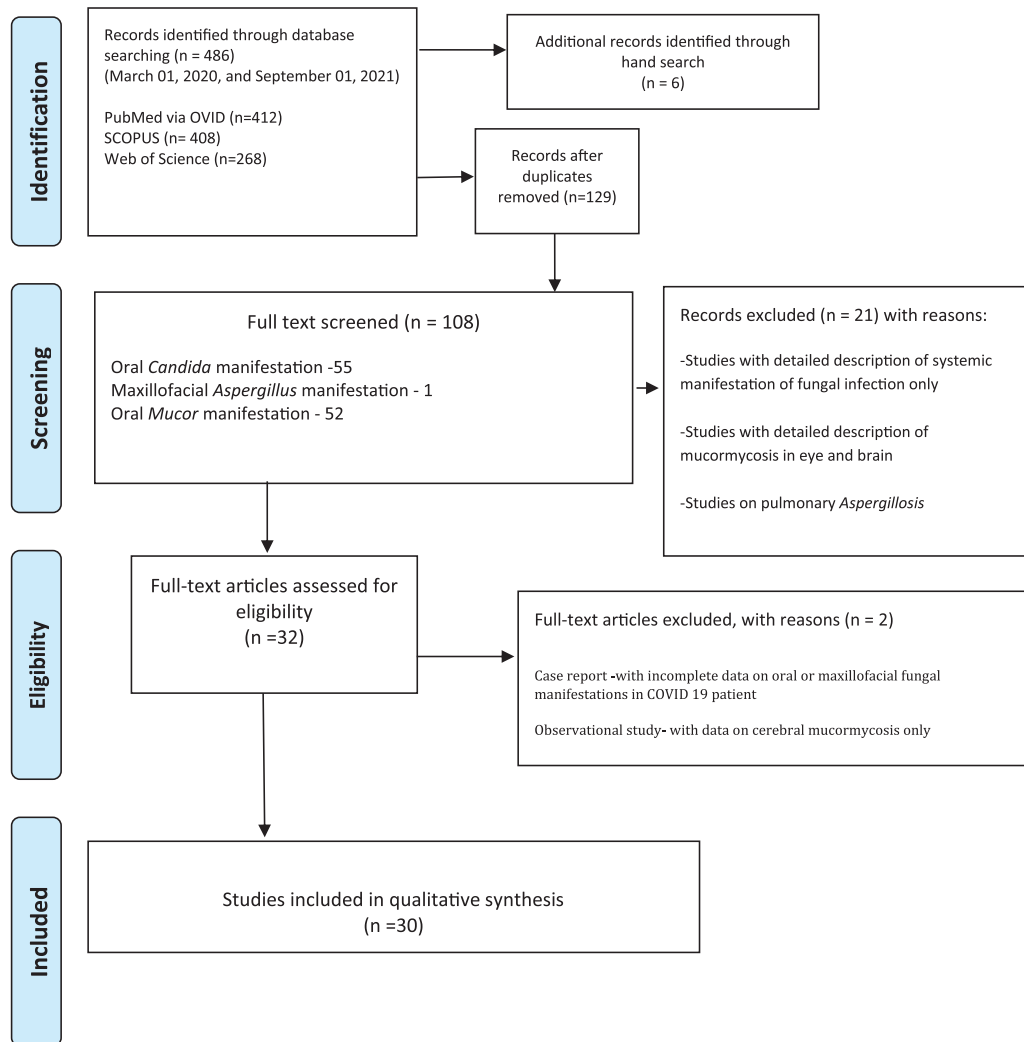 Identification
Records identified through database
searching (n = 486)
(March 01, 2020, and September 01, 2021)
PubMed via OVID (n=412)
SCOPUS (n= 408)
Web of Science (n=268)
Additional records identified through
hand search
(n = 6)
Records after
duplicates
removed (n=129)
Screening
Full text screened (n = 108)
Oral Candida manifestation -55
Maxillofacial Aspergillus manifestation - 1
Oral Mucor manifestation - 52
Records excluded (n = 21) with reasons:
-Studies with detailed description of systemic
manifestation of fungal infection only
-Studies with detailed description of
mucormycosis in eye and brain
-Studies on pulmonary Aspergillosis
Eligibility
Full-text articles assessed for
eligibility
(n =32)
Full-text articles excluded, with reasons (n = 2)
Case report -with incomplete data on oral or maxillofacial fungal
manifestations in COVID 19 patient
Observational study- with data on cerebral mucormycosis only
Included
Studies included in qualitative synthesis
(n =30)